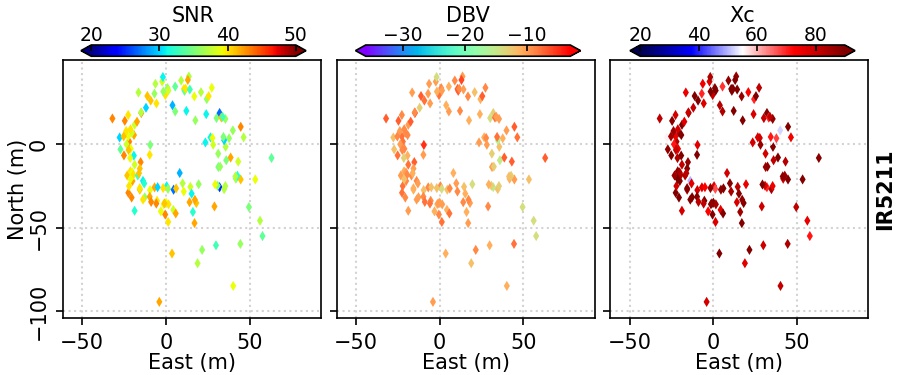 SNR DBV Xc
20 30 40 50 −30 −20 −10 20 40 60 80
North (m)
0
−50
−100
IR5211
−50 0 50 −50 0 50 −50 0 50
East (m) East (m) East (m)